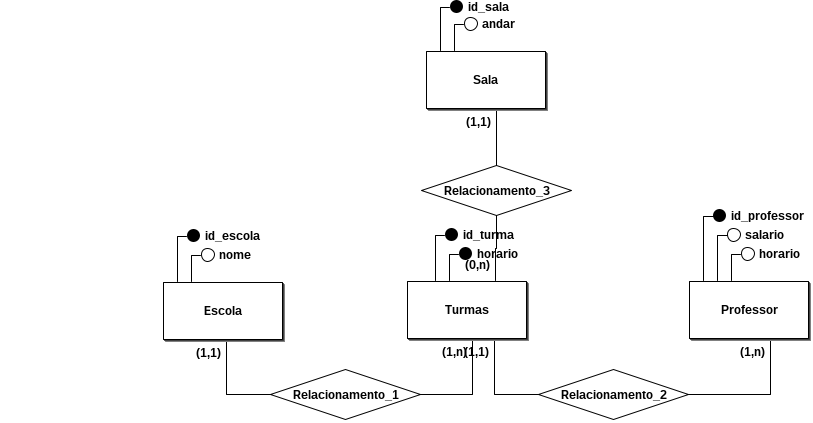 id_sala
andar
Sala
(1,1)
Relacionamento_3
id_escola
nome
Escola
(1,1)
id_turma
horario
(0,n)
Turmas
(1,n)
(1,1)
id_professor
salario
horario
Professor
(1,n)
Relacionamento_1
Relacionamento_2